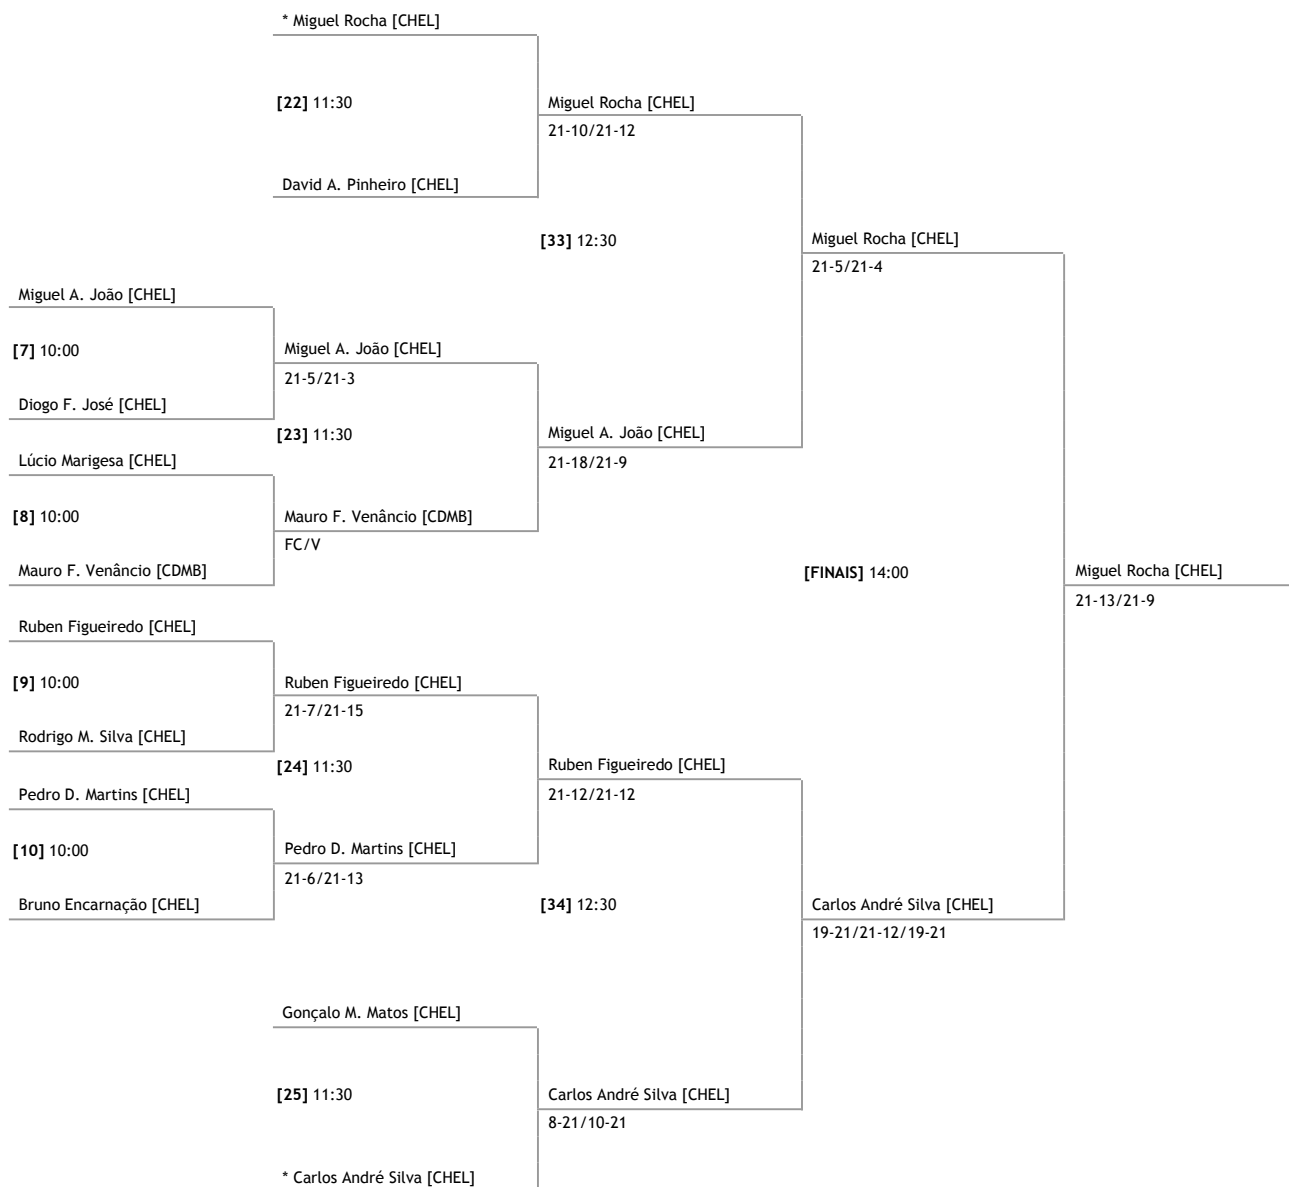 * Miguel Rocha [CHEL]
[22] 11:30
Miguel Rocha [CHEL]
21-10/21-12
David A. Pinheiro [CHEL]
[33] 12:30
Miguel Rocha [CHEL]
21-5/21-4
Miguel A. João [CHEL]
[7] 10:00
Miguel A. João [CHEL]
21-5/21-3
Diogo F. José [CHEL]
[23] 11:30
Miguel A. João [CHEL]
21-18/21-9
Lúcio Marigesa [CHEL]
[8] 10:00
Mauro F. Venâncio [CDMB]
FC/V
Mauro F. Venâncio [CDMB]
[FINAIS] 14:00
Miguel Rocha [CHEL]
21-13/21-9
Ruben Figueiredo [CHEL]
[9] 10:00
Ruben Figueiredo [CHEL]
21-7/21-15
Rodrigo M. Silva [CHEL]
[24] 11:30
Ruben Figueiredo [CHEL]
21-12/21-12
Pedro D. Martins [CHEL]
[10] 10:00
Pedro D. Martins [CHEL]
21-6/21-13
Bruno Encarnação [CHEL]
[34] 12:30
Carlos André Silva [CHEL]
19-21/21-12/19-21
Gonçalo M. Matos [CHEL]
[25] 11:30
Carlos André Silva [CHEL]
8-21/10-21
* Carlos André Silva [CHEL]